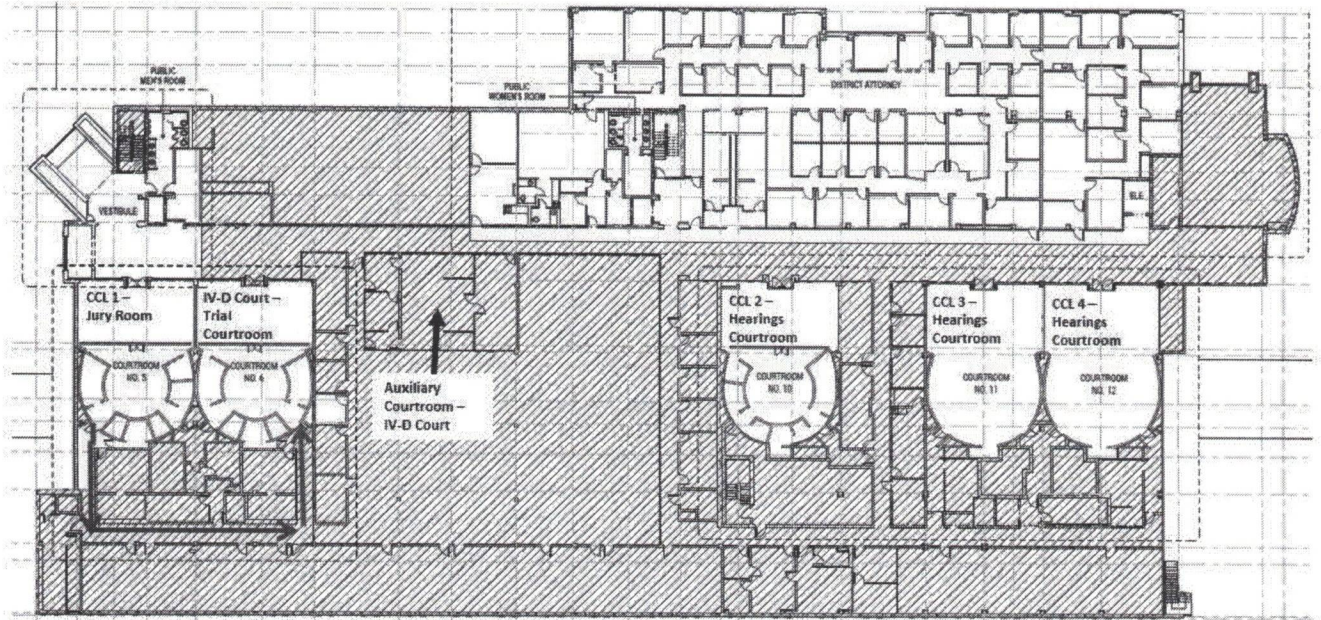 PUBLIC
MEN'S ROOM
PUBLIC
WOMEN'S ROOM
DISTRICT ATTORNEY
ELE.
VESTIBULE
CCL 1 –
Jury Room
IV-D Court –
Trial
Courtroom
CCL 2 –
Hearings
Courtroom
CCL 3 –
Hearings
Courtroom
CCL 4 –
Hearings
Courtroom
COURTROOM
NO. 5
COURTROOM
NO. 6
Auxiliary
Courtroom –
IV-D Court
COURTROOM
NO. 10
COURTROOM
NO. 11
COURTROOM
NO. 12